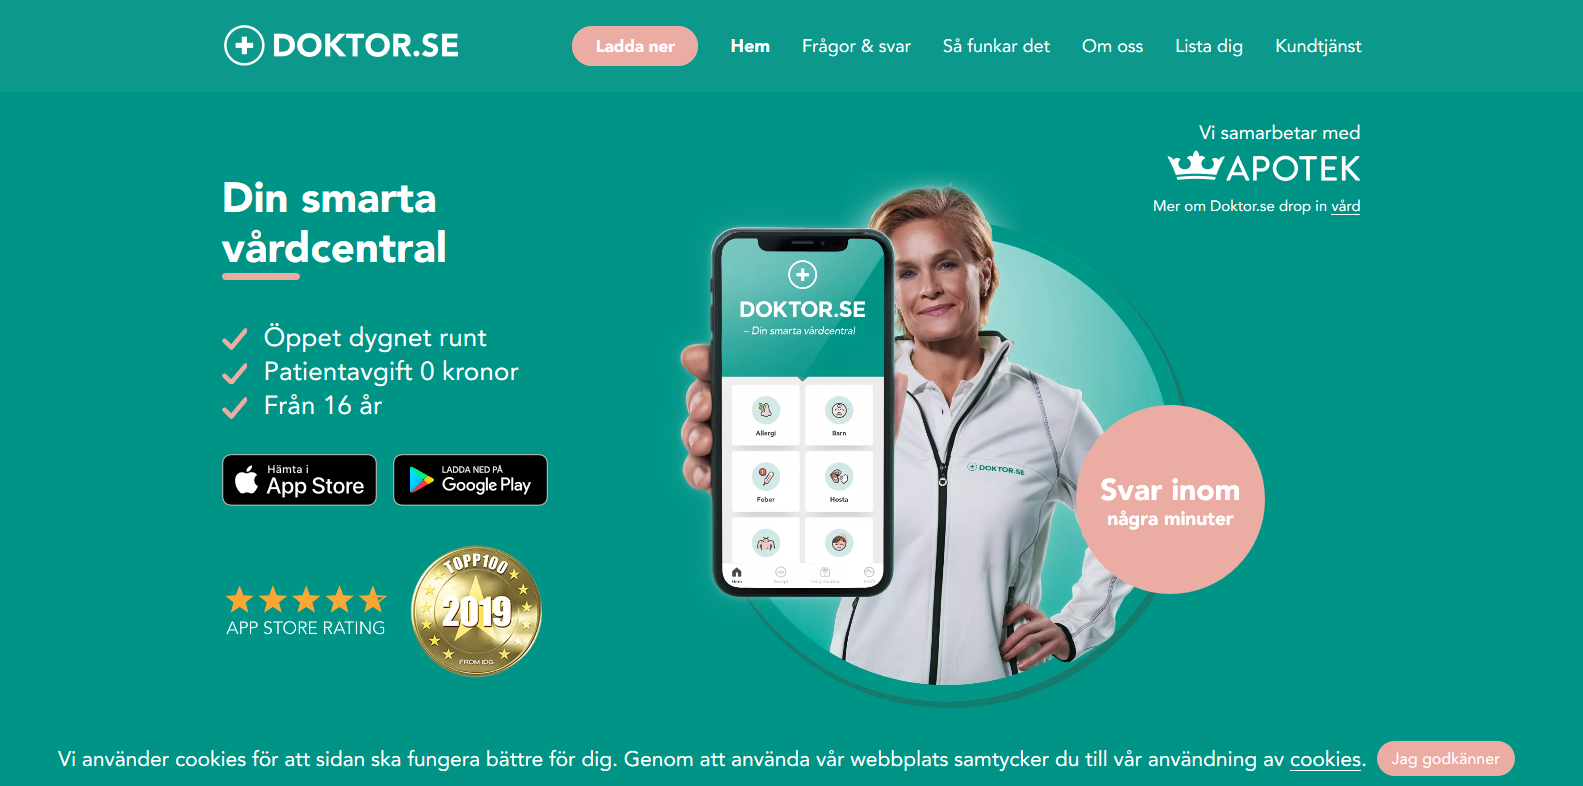 DOKTOR.SE
Ladda ner
Hem
Frågor & svar
Så funkar det
Om oss
Lista dig
Kundtjänst
Vi samarbetar med
APOTEK
Mer om Doktor.se drop in vård
Din smarta
vårdcentral
Öppet dygnet runt
Patientavgift 0 kronor
Från 16 år
Hämta i
App Store
LADDA NED PÅ
Google Play
APP STORE RATING
TOPP100
2019
FROM IDG
DOKTOR.SE
– Din smarta vårdcentral
Allergi
Barn
Feber
Hosta
Hem
DOKTOR.SE
Svar inom
några minuter
Vi använder cookies för att sidan ska fungera bättre för dig. Genom att använda vår webbplats samtycker du till vår användning av cookies.
Jag godkänner